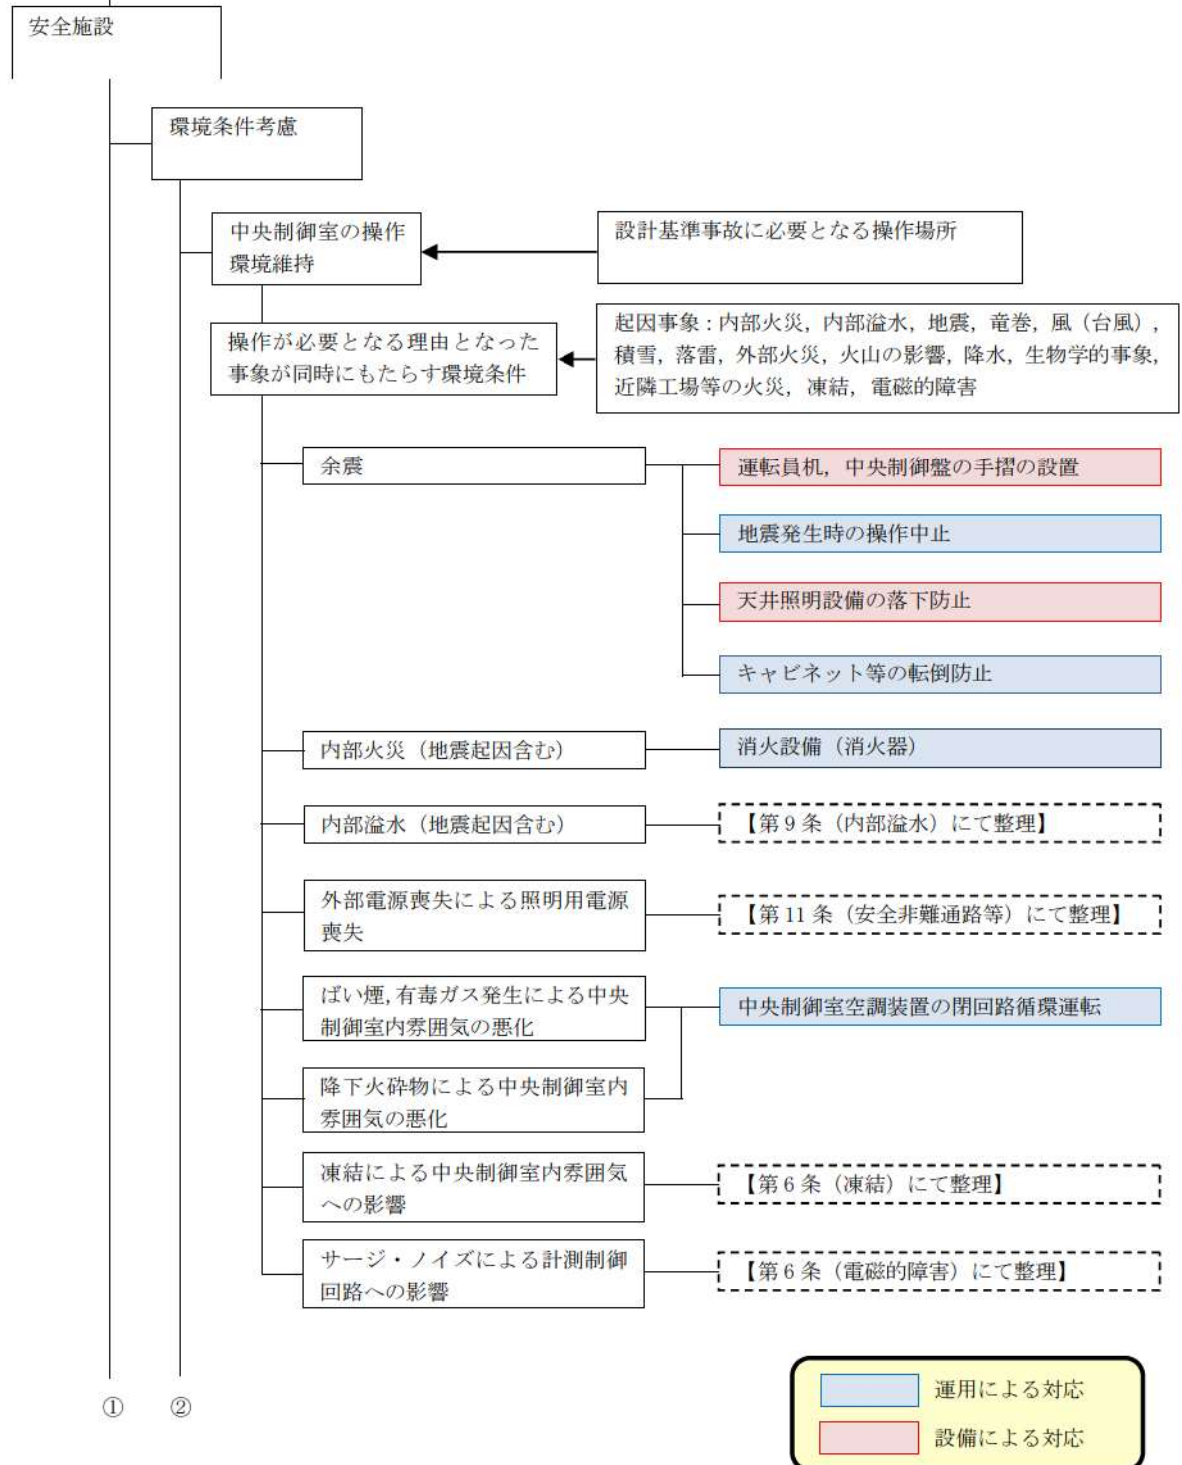 安全施設
環境条件考慮
中央制御室の操作
環境維持
設計基準事故に必要となる操作場所
操作が必要となる理由となった
事象が同時にもたらす環境条件
起因事象：内部火災，内部溢水，地震，竜巻，風（台風），
積雪，落雷，外部火災，火山の影響，降水，生物学的事象，
近隣工場等の火災，凍結，電磁的障害
余震
運転員机，中央制御盤の手摺の設置
地震発生時の操作中止
天井照明設備の落下防止
キャビネット等の転倒防止
内部火災（地震起因含む）
消火設備（消火器）
内部溢水（地震起因含む）
【第9条（内部溢水）にて整理】
外部電源喪失による照明用電源
喪失
【第11条（安全非難通路等）にて整理】
ばい煙，有毒ガス発生による中央
制御室内雰囲気の悪化
中央制御室空調装置の閉回路循環運転
降下火砕物による中央制御室内
雰囲気の悪化
凍結による中央制御室内雰囲気
への影響
【第6条（凍結）にて整理】
サージ・ノイズによる計測制御
回路への影響
【第6条（電磁的障害）にて整理】
① ②
運用による対応
設備による対応